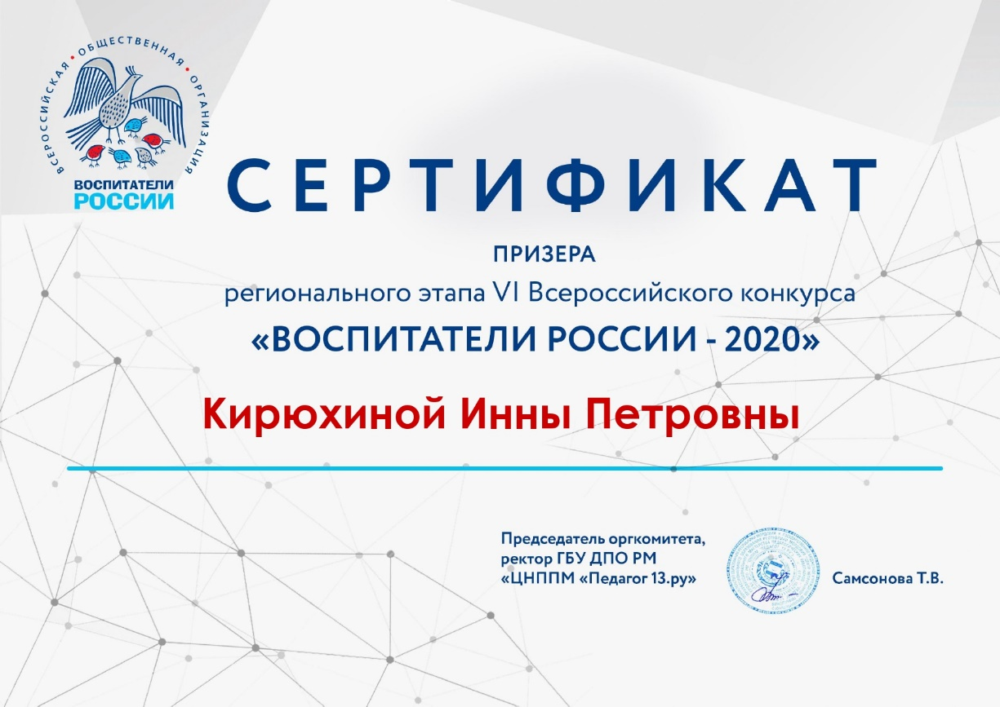 ВСЕРОССИЙСКАЯ • ОБЩЕСТВЕННАЯ • ОРГАНИЗАЦИЯ
ВОСПИТАТЕЛИ
РОССИИ
СЕРТИФИКАТ
ПРИЗЕРА
регионального этапа VI Всероссийского конкурса
«ВОСПИТАТЕЛИ РОССИИ - 2020»
Кирюхиной Инны Петровны
Председатель оргкомитета,
ректор ГБУ ДПО РМ
«ЦНППМ «Педагог 13.ру»
Самсонова Т.В.